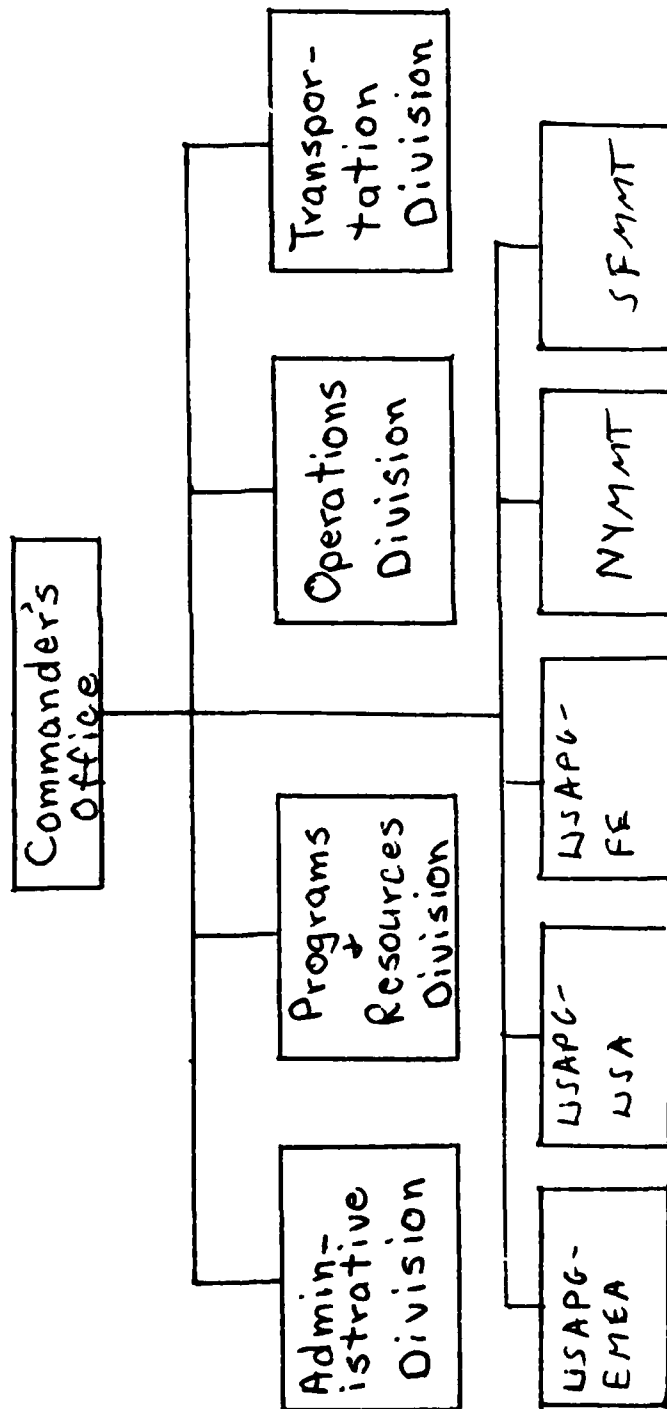 Commander's
Office
Admin-
istrative
Division
Programs
+
Resources
Division
Operations
Division
Transpor-
tation
Division
USAPG-
EMEA
USAPG-
USA
USAPG-
FE
NYMMT
SFMMT